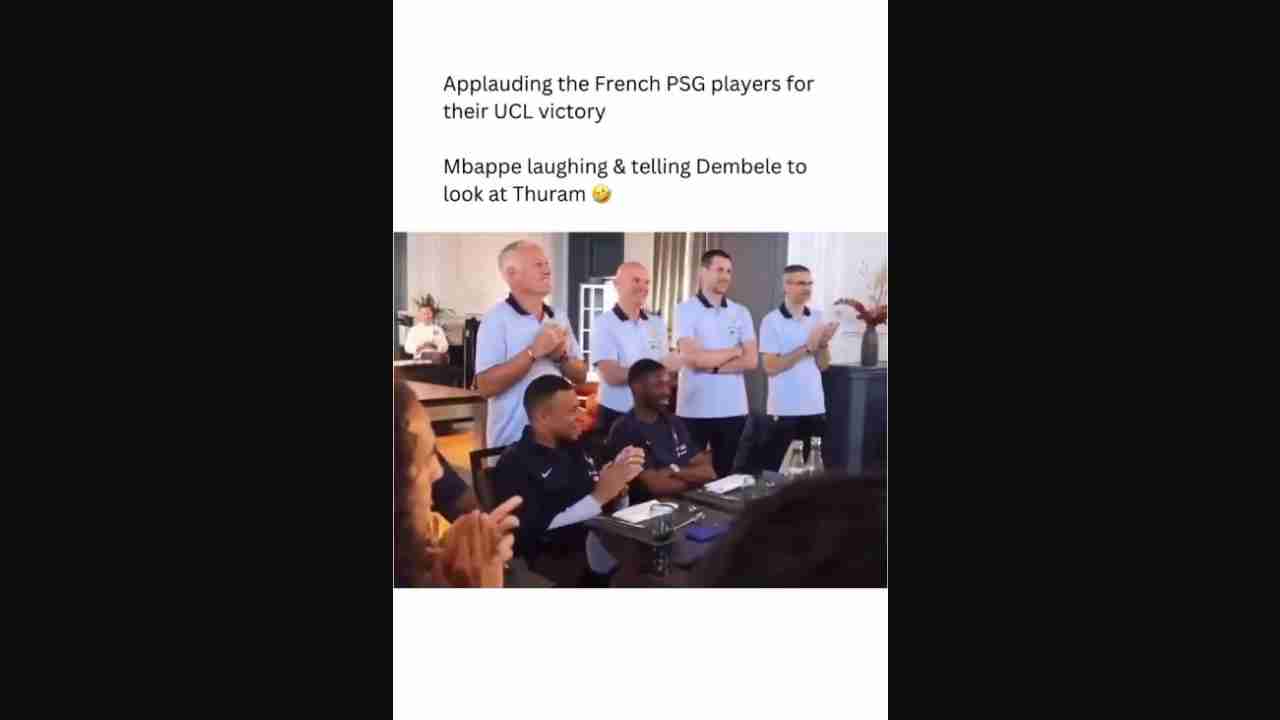 Applauding the French PSG players for
their UCL victory
Mbappe laughing & telling Dembele to
look at Thuram 🤣